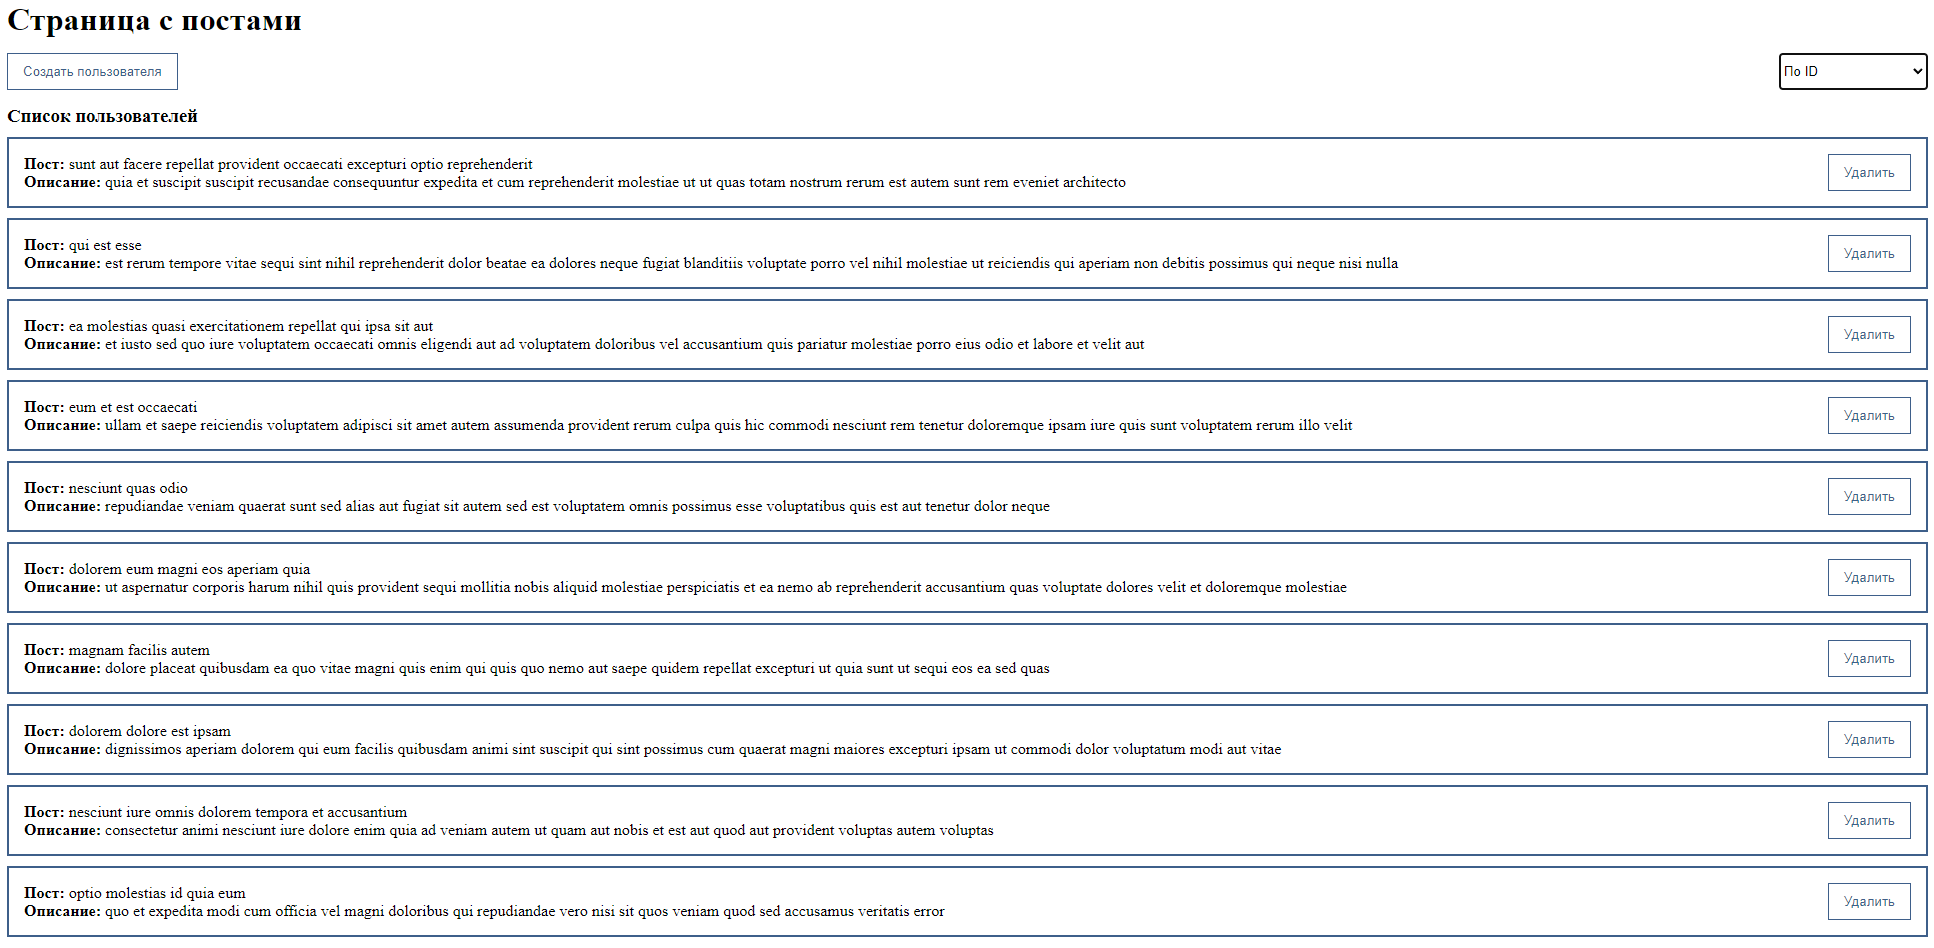 Страница с постами
Создать пользователя
По ID
Список пользователей
Пост: sunt aut facere repellat provident occaecati excepturi optio reprehenderit
Описание: quia et suscipit suscipit recusandae consequuntur expedita et cum reprehenderit molestiae ut ut quas totam nostrum rerum est autem sunt rem eveniet architecto
Удалить
Пост: qui est esse
Описание: est rerum tempore vitae sequi sint nihil reprehenderit dolor beatae ea dolores neque fugiat blanditiis voluptate porro vel nihil molestiae ut reiciendis qui aperiam non debitis possimus qui neque nisi nulla
Удалить
Пост: ea molestias quasi exercitationem repellat qui ipsa sit aut
Описание: et iusto sed quo iure voluptatem occaecati omnis eligendi aut ad voluptatem doloribus vel accusantium quis pariatur molestiae porro eius odio et labore et velit aut
Удалить
Пост: eum et est occaecati
Описание: ullam et saepe reiciendis voluptatem adipisci sit amet autem assumenda provident rerum culpa quis hic commodi nesciunt rem tenetur doloremque ipsam iure quis sunt voluptatem rerum illo velit
Удалить
Пост: nesciunt quas odio
Описание: repudiandae veniam quaerat sunt sed alias aut fugiat sit autem sed est voluptatem omnis possimus esse voluptatibus quis est aut tenetur dolor neque
Удалить
Пост: dolorem eum magni eos aperiam quia
Описание: ut aspernatur corporis harum nihil quis provident sequi mollitia nobis aliquid molestiae perspiciatis et ea nemo ab reprehenderit accusantium quas voluptate dolores velit et doloremque molestiae
Удалить
Пост: magnam facilis autem
Описание: dolore placeat quibusdam ea quo vitae magni quis enim qui quis quo nemo aut saepe quidem repellat excepturi ut quia sunt ut sequi eos ea sed quas
Удалить
Пост: dolorem dolore est ipsam
Описание: dignissimos aperiam dolorem qui eum facilis quibusdam animi sint suscipit qui sint possimus cum quaerat magni maiores excepturi ipsam ut commodi dolor voluptatum modi aut vitae
Удалить
Пост: nesciunt iure omnis dolorem tempora et accusantium
Описание: consectetur animi nesciunt iure dolore enim quia ad veniam autem ut quam aut nobis et est aut quod aut provident voluptas autem voluptas
Удалить
Пост: optio molestias id quia eum
Описание: quo et expedita modi cum officia vel magni doloribus qui repudiandae vero nisi sit quos veniam quod sed accusamus veritatis error
Удалить